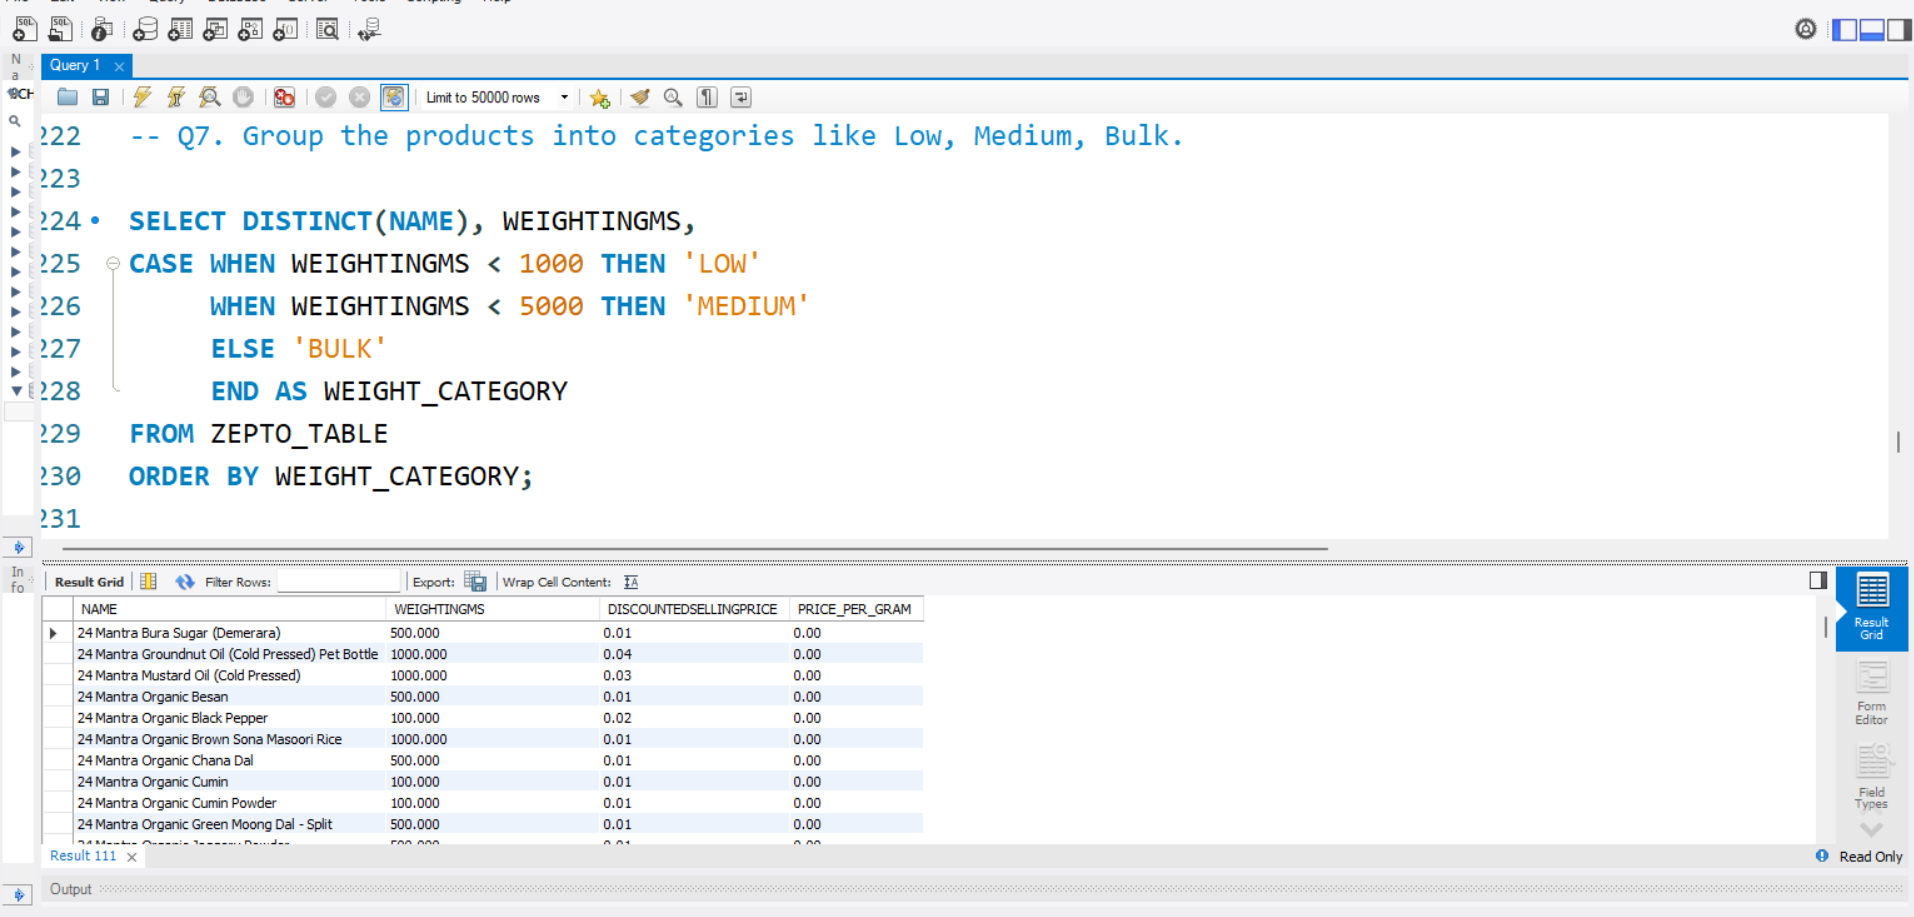 Query 1
Limit to 50000 rows
222 -- Q7. Group the products into categories like Low, Medium, Bulk.
223
224 SELECT DISTINCT(NAME), WEIGHTINGMS,
225 CASE WHEN WEIGHTINGMS < 1000 THEN 'LOW'
226 WHEN WEIGHTINGMS < 5000 THEN 'MEDIUM'
227 ELSE 'BULK'
228 END AS WEIGHT_CATEGORY
229 FROM ZEPTO_TABLE
230 ORDER BY WEIGHT_CATEGORY;
231
Result Grid Filter Rows: Export: Wrap Cell Content:
NAME WEIGHTINGMS DISCOUNTEDSELLINGPRICE PRICE_PER_GRAM
24 Mantra Bura Sugar (Demerara) 500.000 0.01 0.00
24 Mantra Groundnut Oil (Cold Pressed) Pet Bottle 1000.000 0.04 0.00
24 Mantra Mustard Oil (Cold Pressed) 1000.000 0.03 0.00
24 Mantra Organic Besan 500.000 0.01 0.00
24 Mantra Organic Black Pepper 100.000 0.02 0.00
24 Mantra Organic Brown Sona Masoori Rice 1000.000 0.01 0.00
24 Mantra Organic Chana Dal 500.000 0.01 0.00
24 Mantra Organic Cumin 100.000 0.01 0.00
24 Mantra Organic Cumin Powder 100.000 0.01 0.00
24 Mantra Organic Green Moong Dal - Split 500.000 0.01 0.00
Result Grid
Form Editor
Field Types
Result 111
Read Only
Output